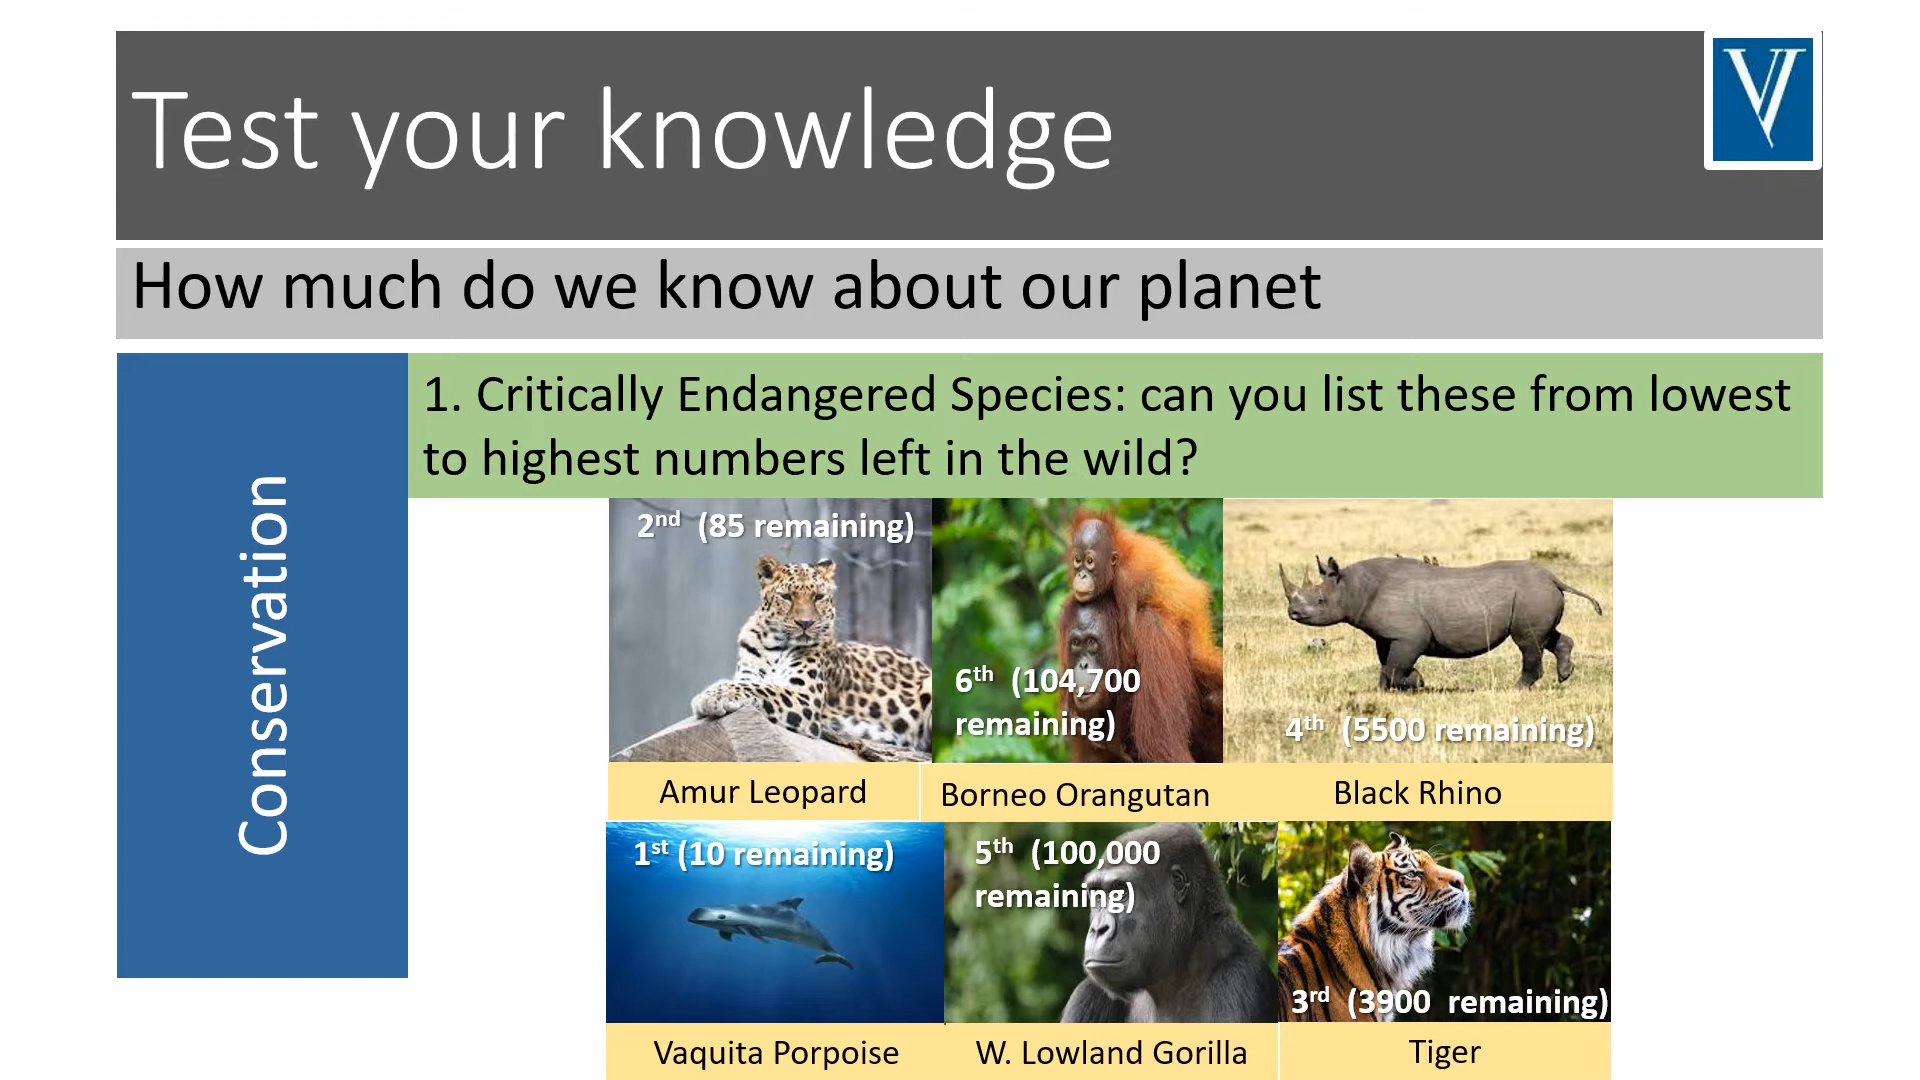 Test your knowledge
V
How much do we know about our planet
Conservation
1. Critically Endangered Species: can you list these from lowest
to highest numbers left in the wild?
2nd (85 remaining)
6th (104,700
remaining)
4th (5500 remaining)
Amur Leopard
Borneo Orangutan
Black Rhino
1st (10 remaining)
5th (100,000
remaining)
3rd (3900 remaining)
Vaquita Porpoise
W. Lowland Gorilla
Tiger